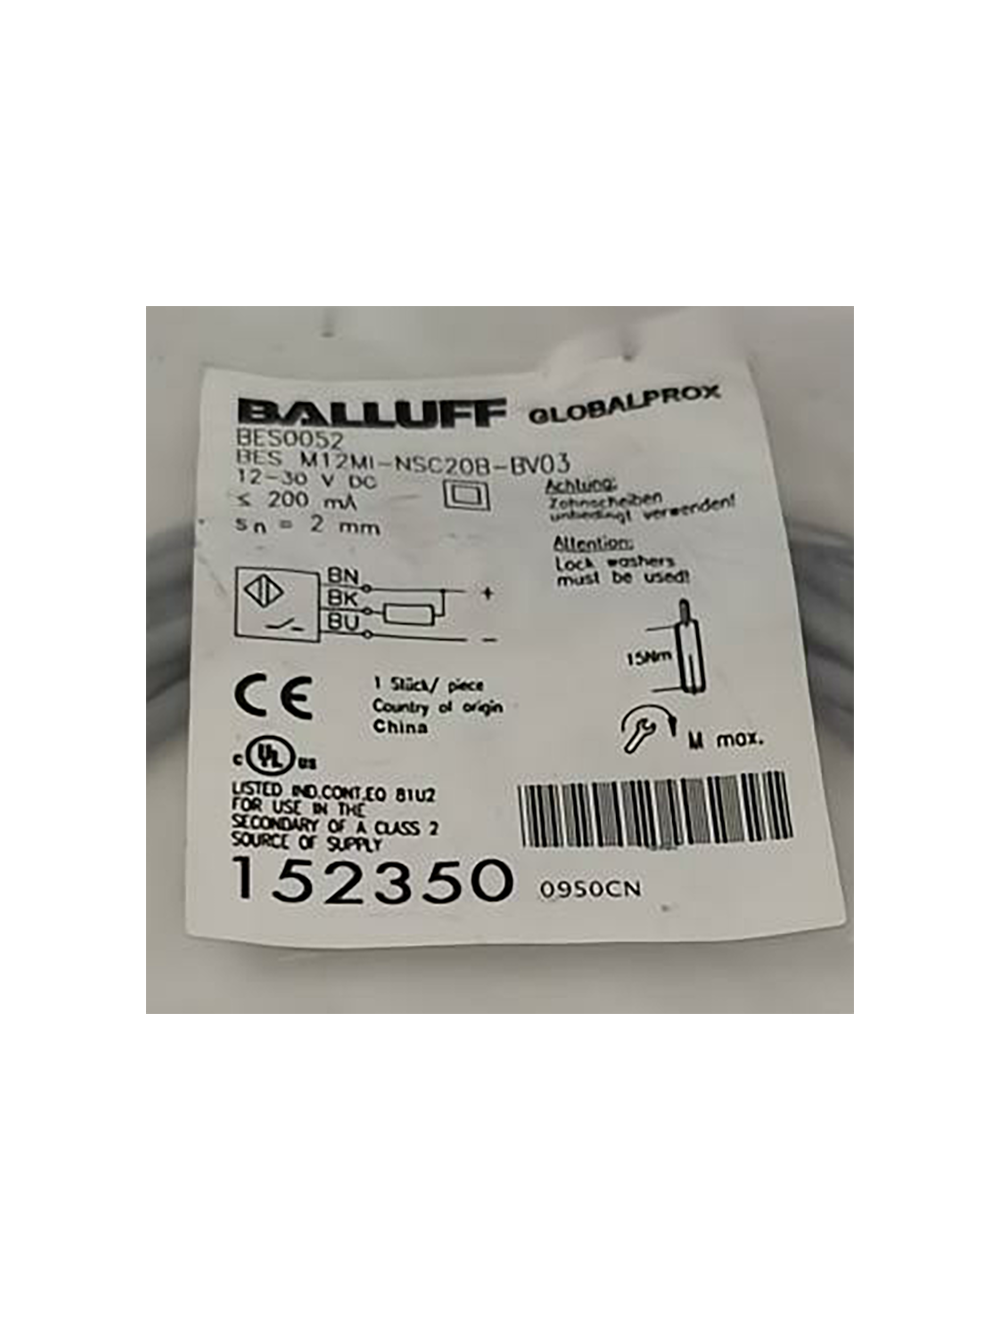 BALLUFF GLOBALPROX
BES0052
BES M12MI-NSC20B-BV03
12-30 V DC
≤ 200 mA
sn = 2 mm
Achtung:
Zahnscheiben
unbedingt verwenden!
Attention:
Lock washers
must be used!
BN
BK
BU
+
−
15Nm
M max.
CE
1 Stück/ piece
Country of origin
China
c UL us
LISTED IND.CONT.EQ 81U2
FOR USE IN THE
SECONDARY OF A CLASS 2
SOURCE OF SUPPLY
152350 0950CN